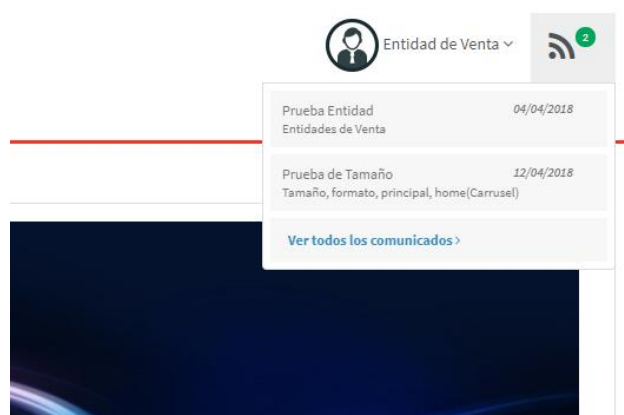 Entidad de Venta
2
Prueba Entidad 04/04/2018
Entidades de Venta
Prueba de Tamaño 12/04/2018
Tamaño, formato, principal, home(Carrusel)
Ver todos los comunicados >